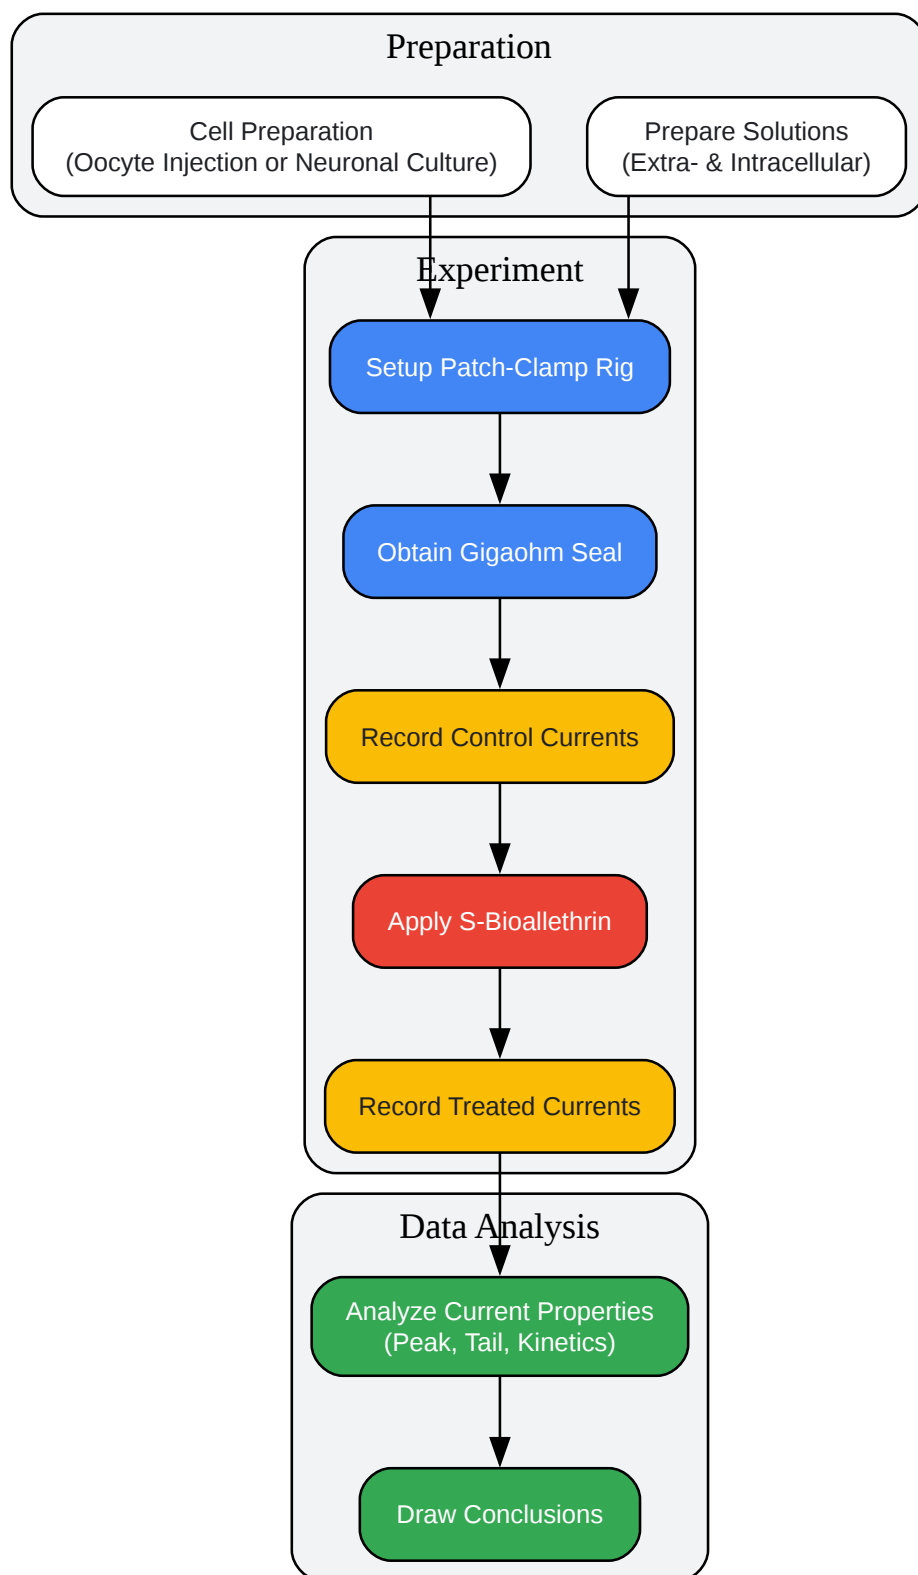 Preparation
Cell Preparation
(Oocyte Injection or Neuronal Culture)
Prepare Solutions
(Extra- & Intracellular)
Experiment
Setup Patch-Clamp Rig
Obtain Gigaohm Seal
Record Control Currents
Apply S-Bioallethrin
Record Treated Currents
Data Analysis
Analyze Current Properties
(Peak, Tail, Kinetics)
Draw Conclusions